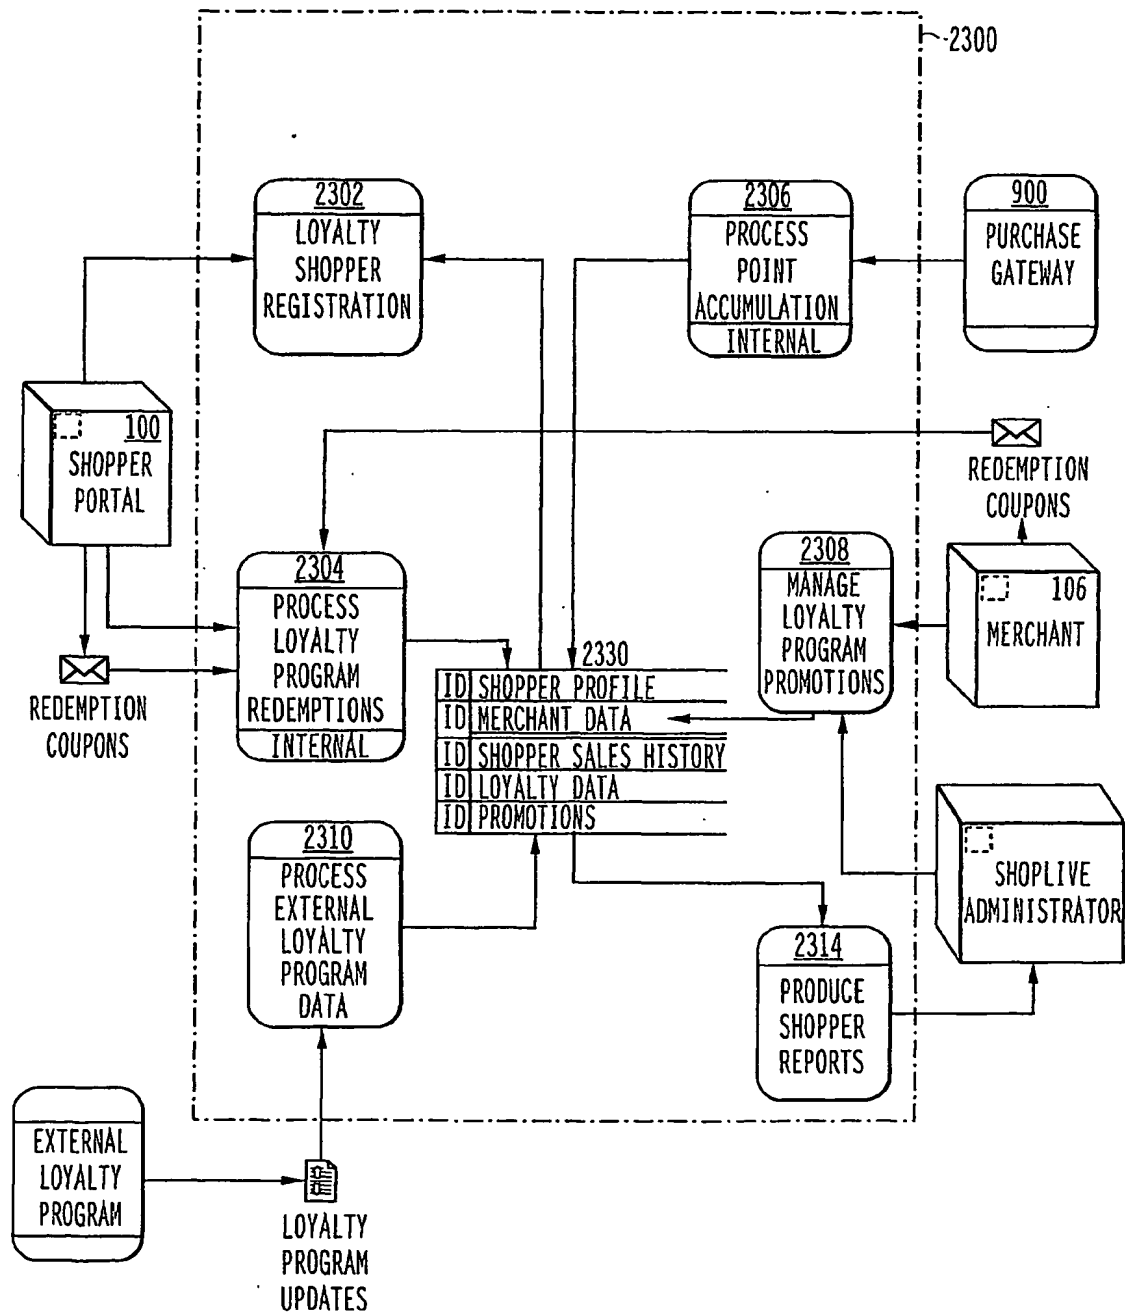 2300
2302
LOYALTY
SHOPPER
REGISTRATION
2306
PROCESS
POINT
ACCUMULATION
INTERNAL
900
PURCHASE
GATEWAY
100
SHOPPER
PORTAL
REDEMPTION
COUPONS
2304
PROCESS
LOYALTY
PROGRAM
REDEMPTIONS
INTERNAL
2308
MANAGE
LOYALTY
PROGRAM
PROMOTIONS
106
MERCHANT
REDEMPTION
COUPONS
2330
ID SHOPPER PROFILE
ID MERCHANT DATA
ID SHOPPER SALES HISTORY
ID LOYALTY DATA
ID PROMOTIONS
2310
PROCESS
EXTERNAL
LOYALTY
PROGRAM
DATA
SHOPLIVE
ADMINISTRATOR
2314
PRODUCE
SHOPPER
REPORTS
EXTERNAL
LOYALTY
PROGRAM
LOYALTY
PROGRAM
UPDATES